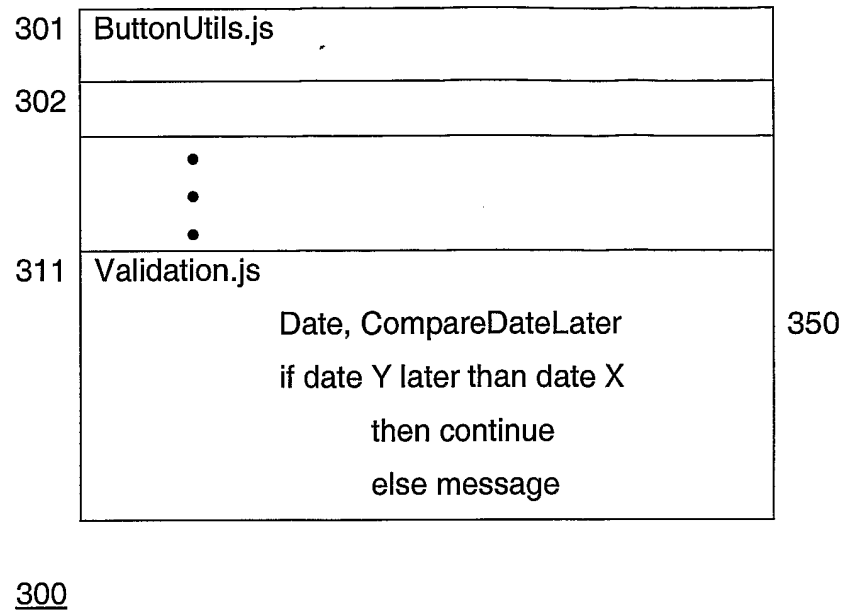 301 ButtonUtils.js
302
•
•
•
311 Validation.js
Date, CompareDateLater 350
if date Y later than date X
then continue
else message
300